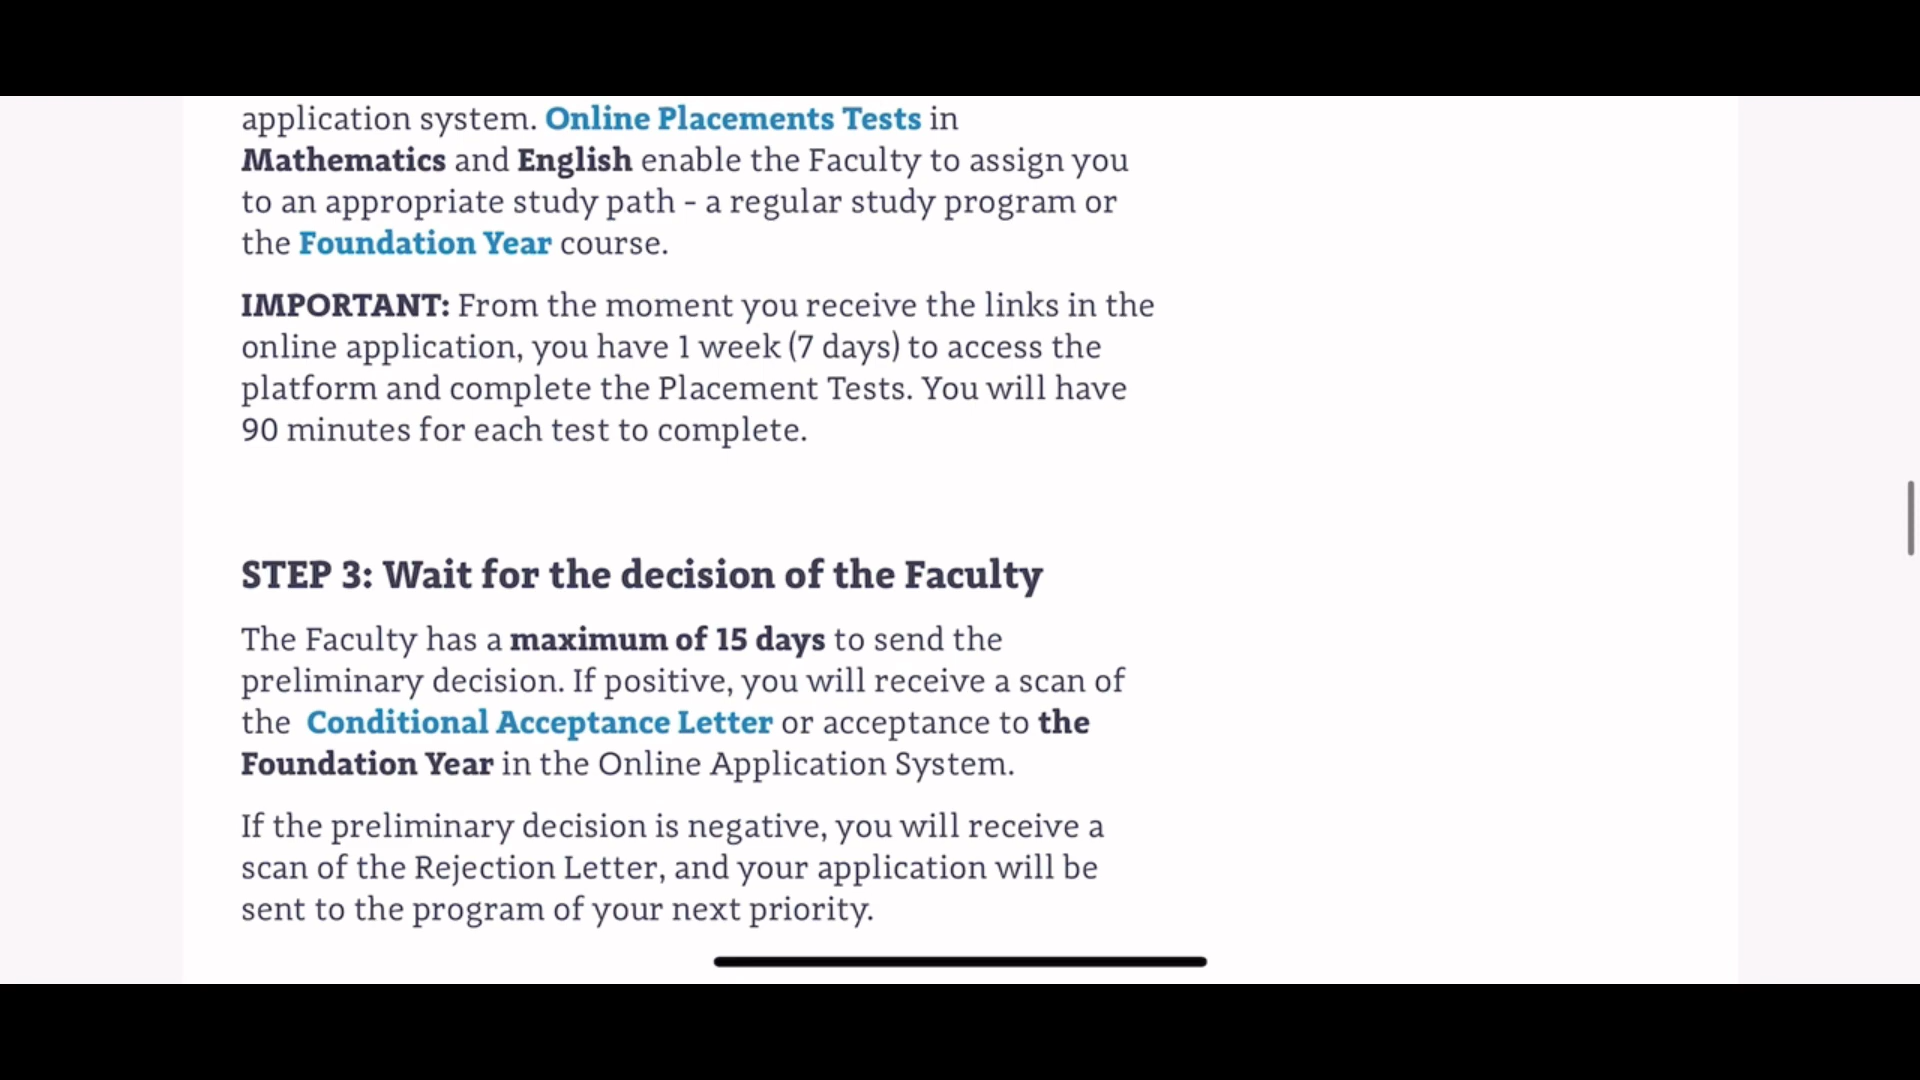 application system. Online Placements Tests in
Mathematics and English enable the Faculty to assign you
to an appropriate study path - a regular study program or
the Foundation Year course.
IMPORTANT: From the moment you receive the links in the
online application, you have 1 week (7 days) to access the
platform and complete the Placement Tests. You will have
90 minutes for each test to complete.
STEP 3: Wait for the decision of the Faculty
The Faculty has a maximum of 15 days to send the
preliminary decision. If positive, you will receive a scan of
the Conditional Acceptance Letter or acceptance to the
Foundation Year in the Online Application System.
If the preliminary decision is negative, you will receive a
scan of the Rejection Letter, and your application will be
sent to the program of your next priority.